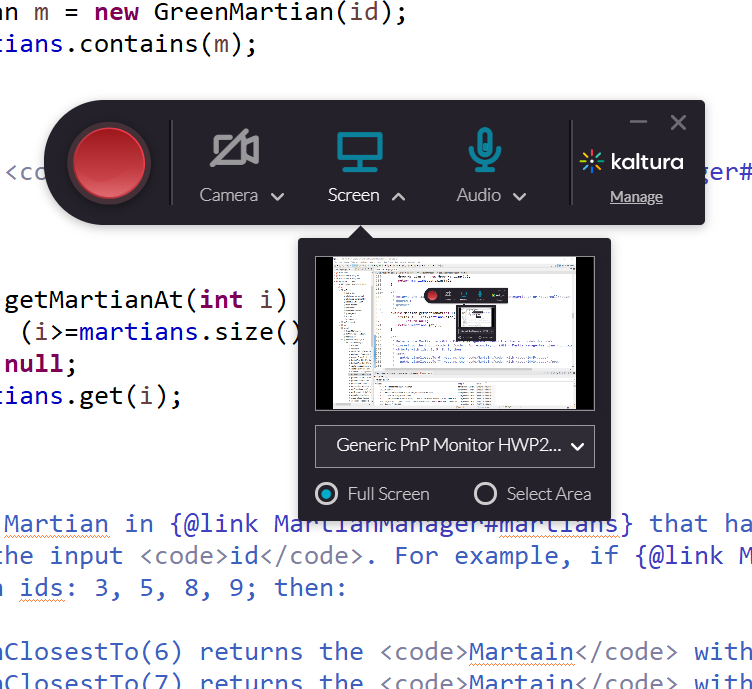 an m = new GreenMartian(id);
tians.contains(m);
Camera
Screen
Audio
kaltura
Manage
<co
ger#
getMartianAt(int i)
(i>=martians.size()
null;
tians.get(i);
Generic PnP Monitor HWP2...
Full Screen
Select Area
Martian in {@link MartianManager#martians} that ha
the input <code>id</code>. For example, if {@link M
n ids: 3, 5, 8, 9; then:
nClosestTo(6) returns the <code>Martain</code> with
nClosestTo(7) returns the <code>Martain</code> with